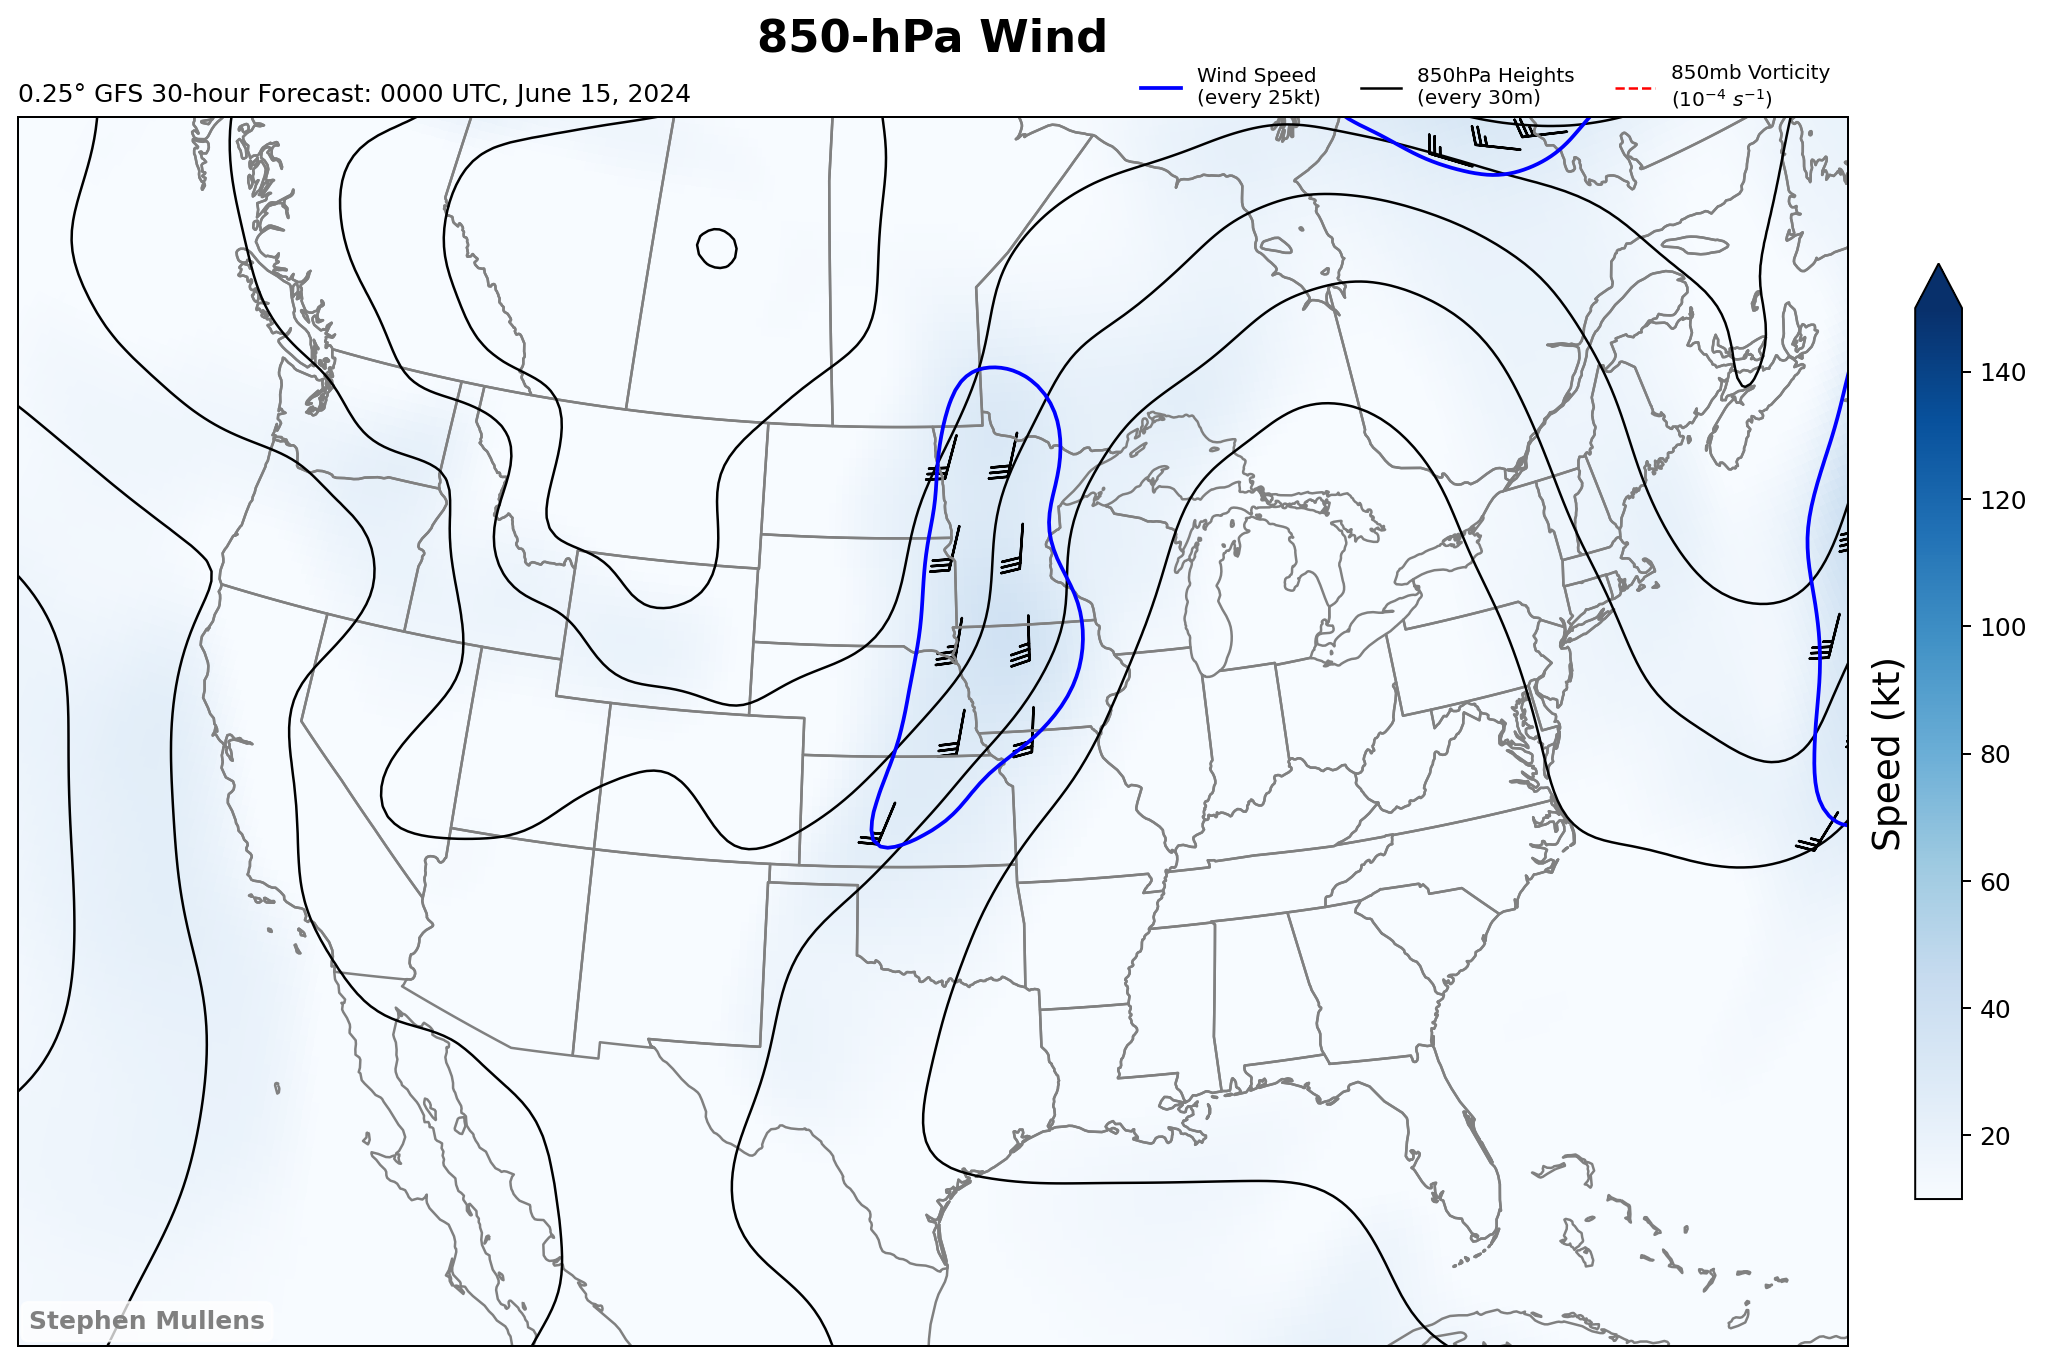 850-hPa Wind
0.25° GFS 30-hour Forecast: 0000 UTC, June 15, 2024
Wind Speed
(every 25kt)
850hPa Heights
(every 30m)
850mb Vorticity
(10⁻⁴ s⁻¹)
140
120
100
80
60
40
20
Speed (kt)
Stephen Mullens